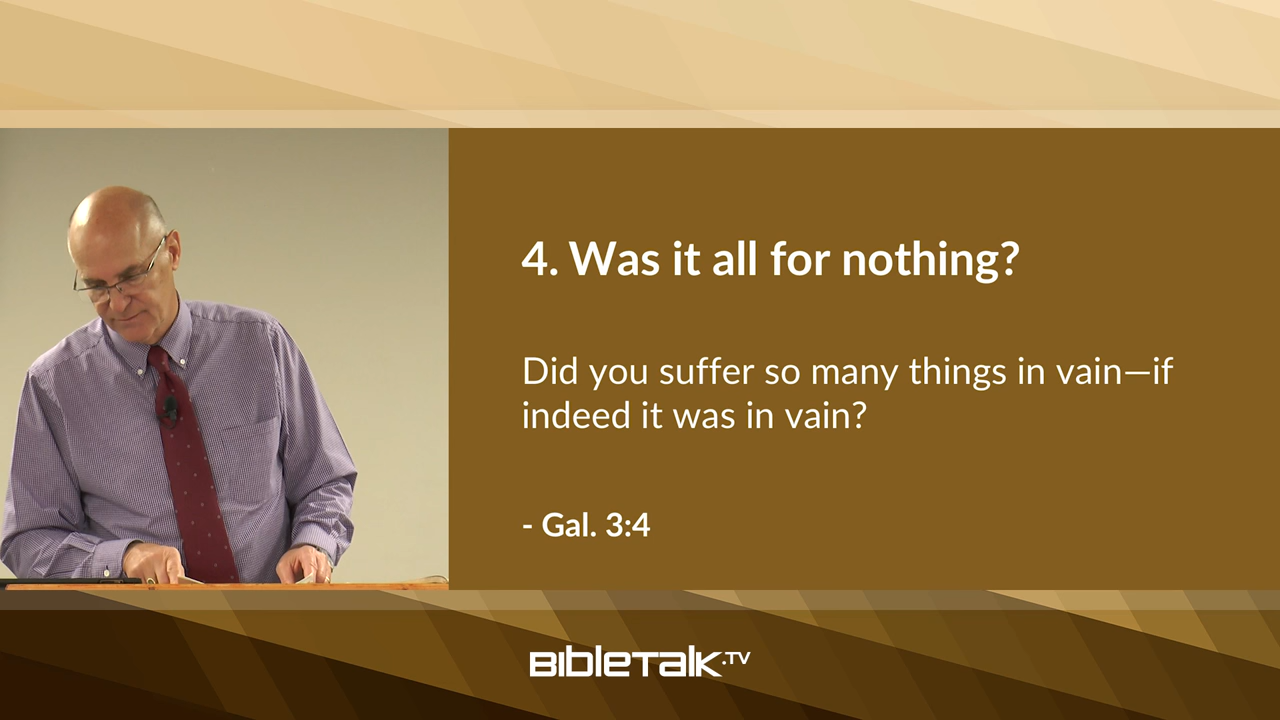 4. Was it all for nothing?
Did you suffer so many things in vain—if
indeed it was in vain?
- Gal. 3:4
BIBLETALK.TV